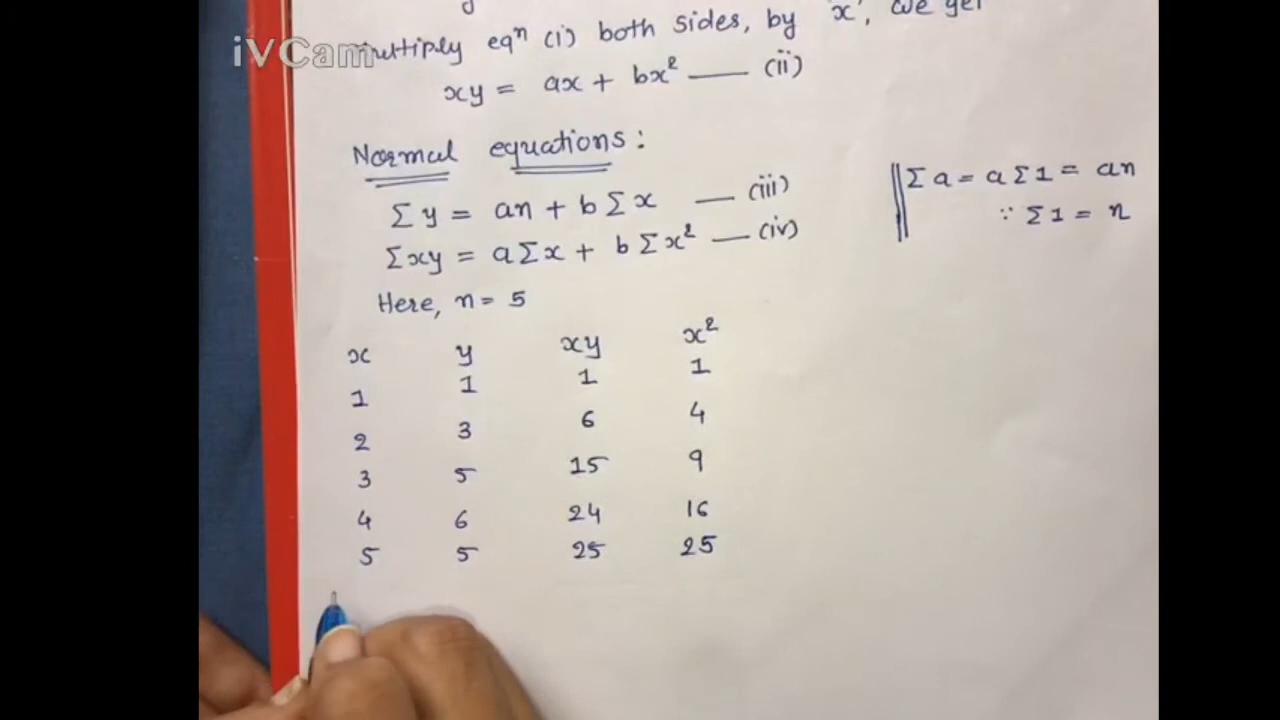 iVCam
multiply eqⁿ (i) both sides, by 'x', we get
xy = ax + bx² —— (ii)
Normal equations:
Σy = an + bΣx —— (iii)
Σxy = aΣx + bΣx² —— (iv)
Σa = aΣ1 = an
∵ Σ1 = n
Here, n = 5
x y xy x²
1 1 1 1
2 3 6 4
3 5 15 9
4 6 24 16
5 5 25 25